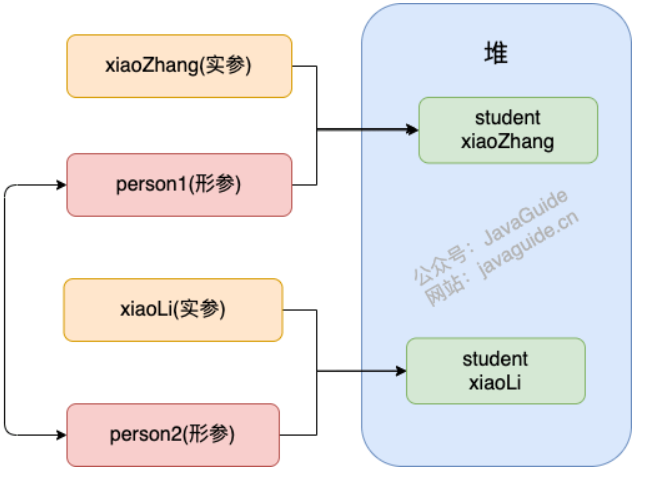 堆
xiaoZhang(实参)
student
xiaoZhang
person1(形参)
公众号：JavaGuide
网站：javaguide.cn
xiaoLi(实参)
student
xiaoLi
person2(形参)